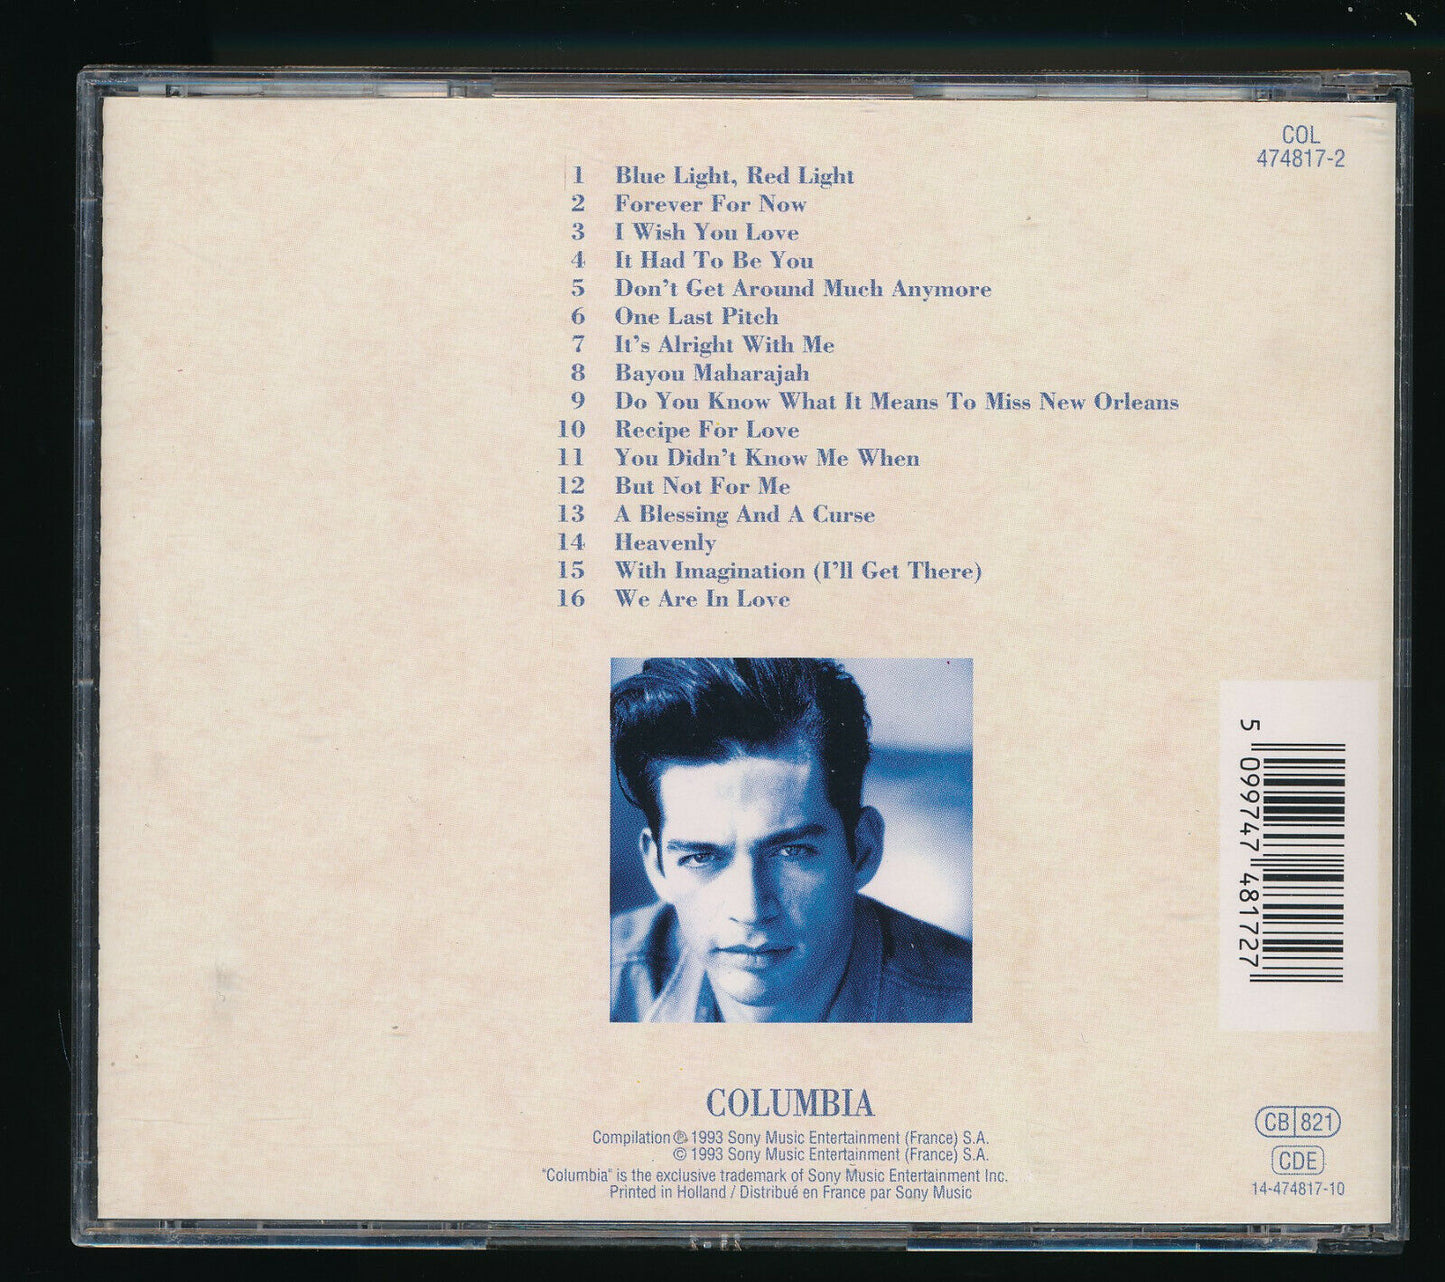 COL
474817-2
1 Blue Light, Red Light
2 Forever For Now
3 I Wish You Love
4 It Had To Be You
5 Don't Get Around Much Anymore
6 One Last Pitch
7 It's Alright With Me
8 Bayou Maharajah
9 Do You Know What It Means To Miss New Orleans
10 Recipe For Love
11 You Didn't Know Me When
12 But Not For Me
13 A Blessing And A Curse
14 Heavenly
15 With Imagination (I'll Get There)
16 We Are In Love
5 099747 481727
COLUMBIA
Compilation ℗ 1993 Sony Music Entertainment (France) S.A.
© 1993 Sony Music Entertainment (France) S.A.
"Columbia" is the exclusive trademark of Sony Music Entertainment Inc.
Printed in Holland / Distribué en France par Sony Music
CB 821
CDE
14-474817-10